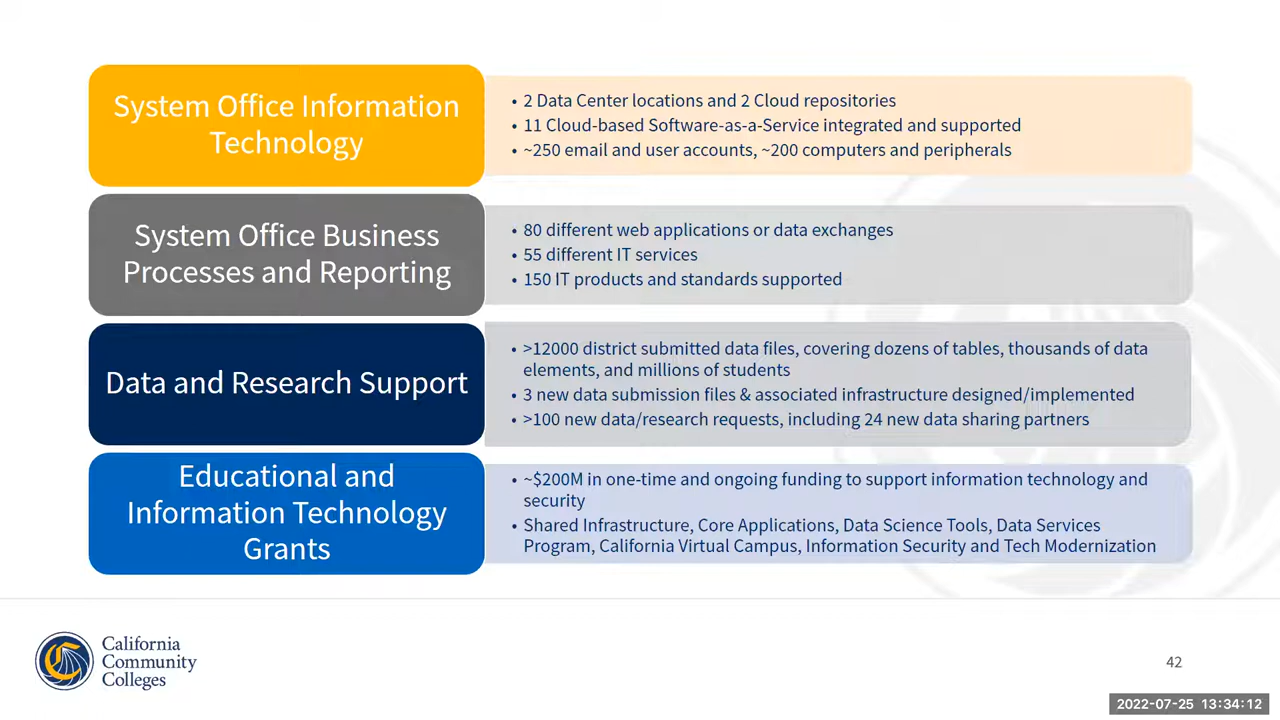 System Office Information
Technology
• 2 Data Center locations and 2 Cloud repositories
• 11 Cloud-based Software-as-a-Service integrated and supported
• ~250 email and user accounts, ~200 computers and peripherals
System Office Business
Processes and Reporting
• 80 different web applications or data exchanges
• 55 different IT services
• 150 IT products and standards supported
Data and Research Support
• >12000 district submitted data files, covering dozens of tables, thousands of data
elements, and millions of students
• 3 new data submission files & associated infrastructure designed/implemented
• >100 new data/research requests, including 24 new data sharing partners
Educational and
Information Technology
Grants
• ~$200M in one-time and ongoing funding to support information technology and
security
• Shared Infrastructure, Core Applications, Data Science Tools, Data Services
Program, California Virtual Campus, Information Security and Tech Modernization
California
Community
Colleges
42
2022-07-25 13:34:12